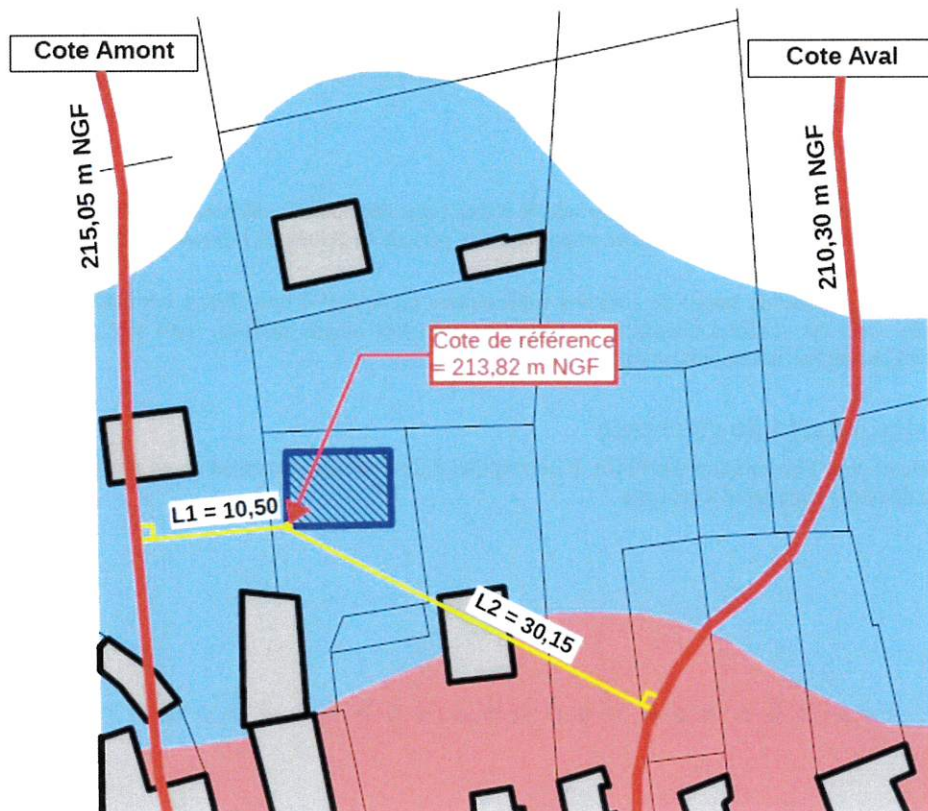 Cote Amont
Cote Aval
215,05 m NGF
210,30 m NGF
Cote de référence
= 213,82 m NGF
L1 = 10,50
L2 = 30,15